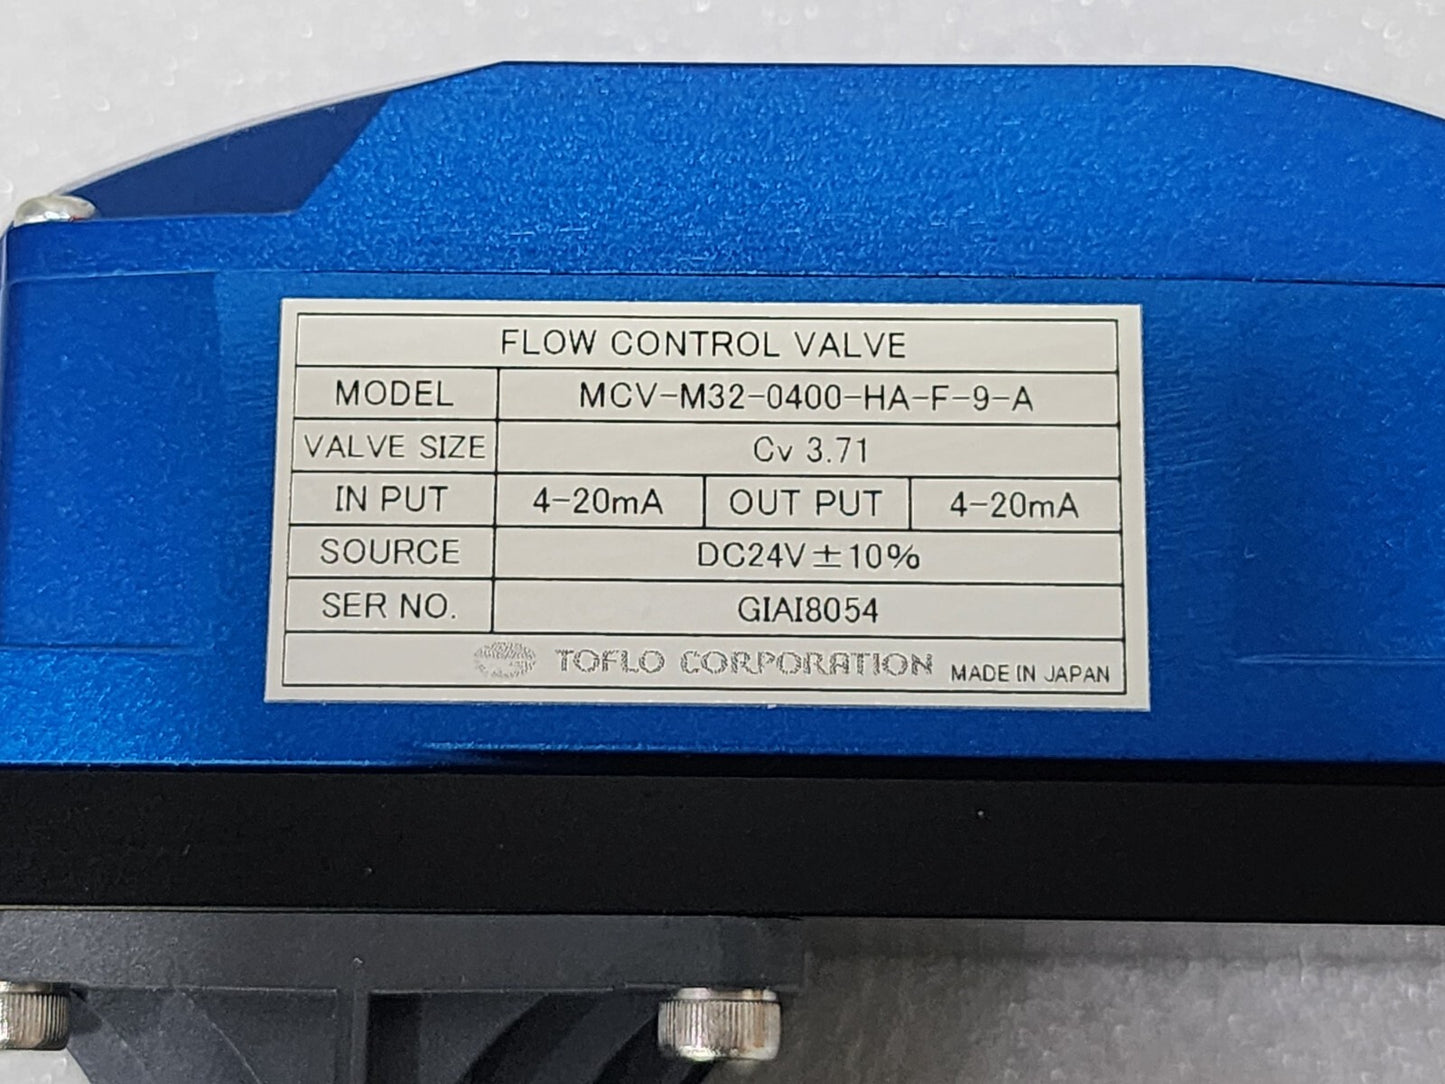 FLOW CONTROL VALVE
MODEL MCV-M32-0400-HA-F-9-A
VALVE SIZE Cv 3.71
IN PUT 4-20mA OUT PUT 4-20mA
SOURCE DC24V±10%
SER NO. GIAI8054
TOFLO CORPORATION MADE IN JAPAN